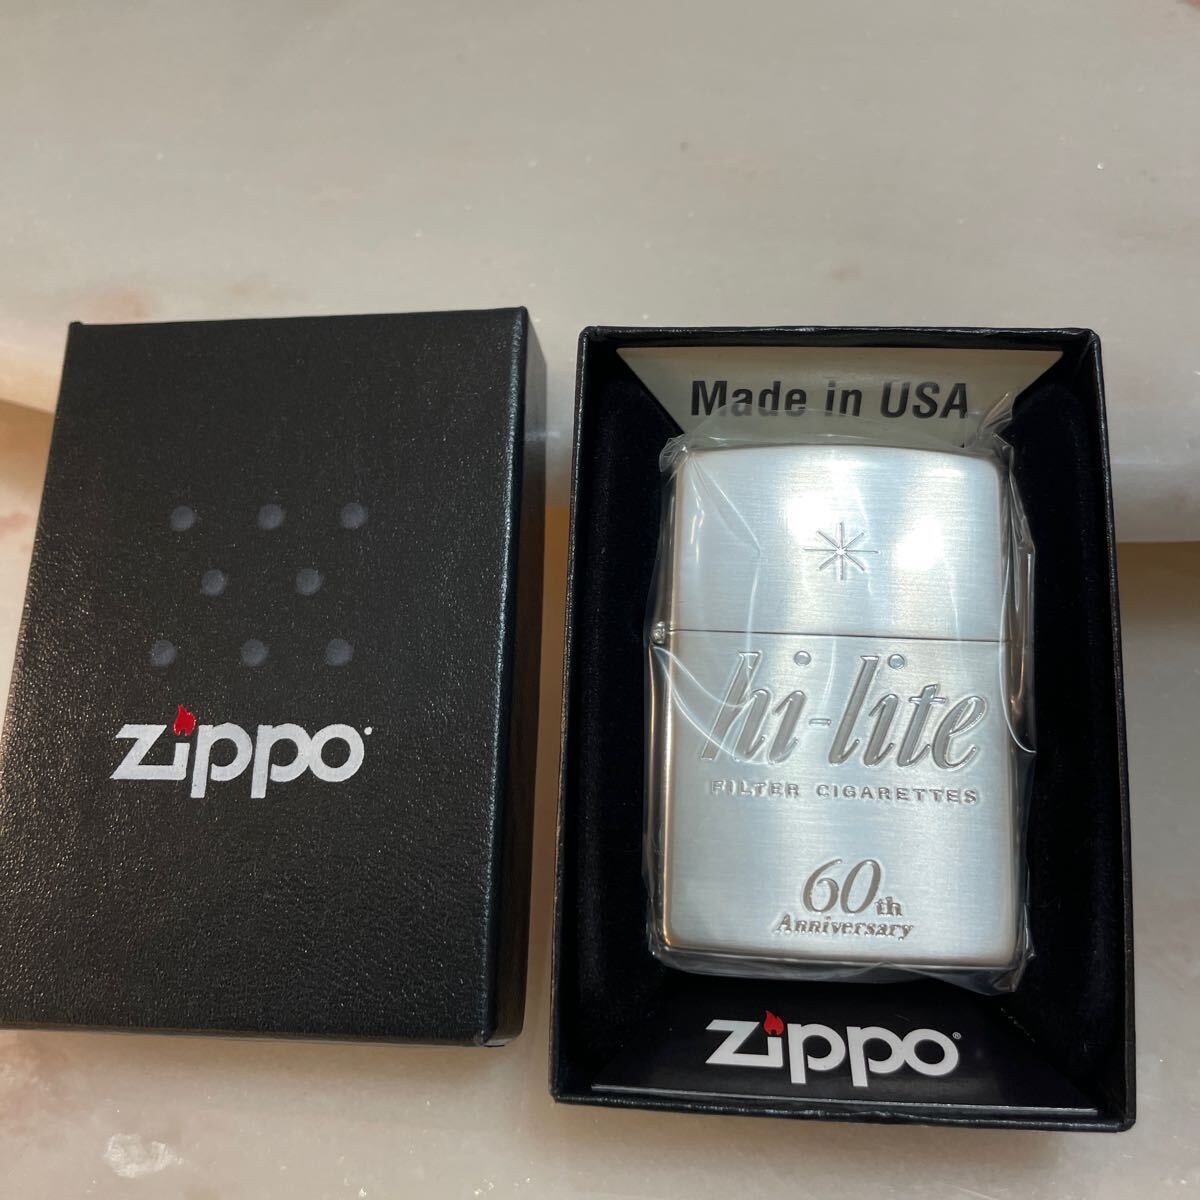 zippo
Made in USA
hi-lite
FILTER CIGARETTES
60th
Anniversary
zippo®